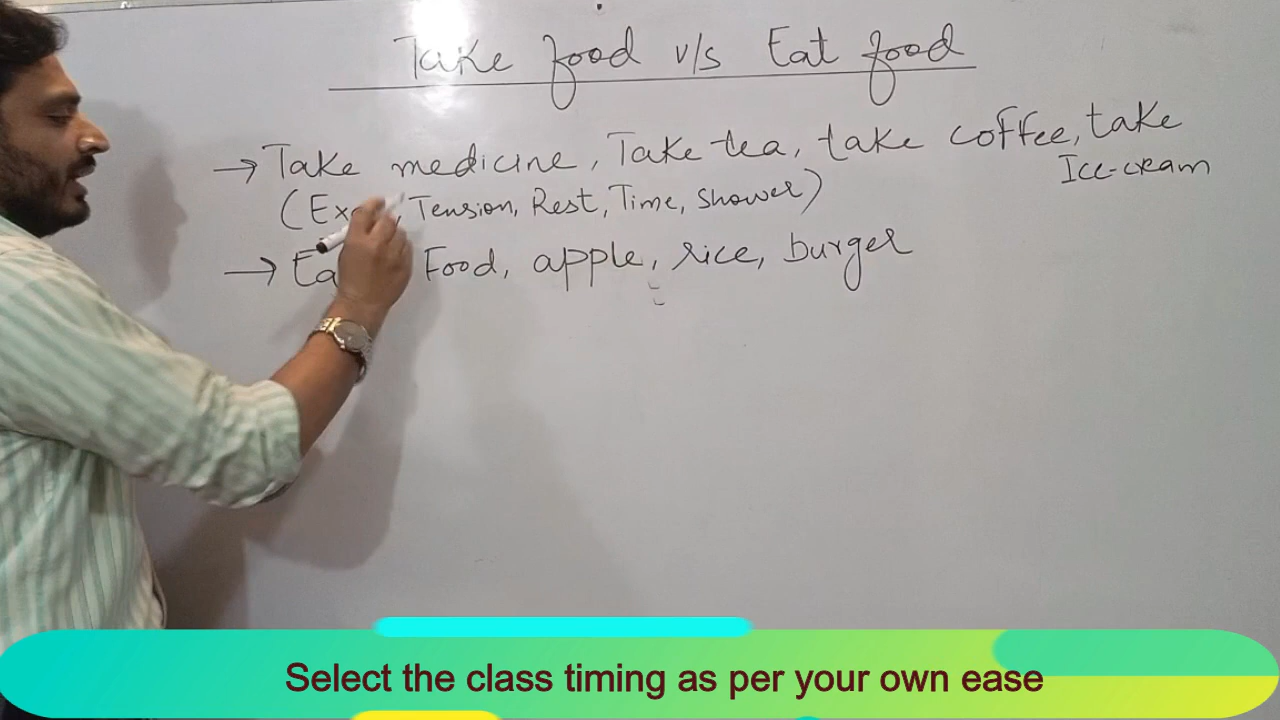 Take food v/s Eat food
→ Take medicine, Take tea, take coffee, take
Ice-cream
(Tension, Rest, Time, Shower)
→ Food, apple, rice, burger
Select the class timing as per your own ease